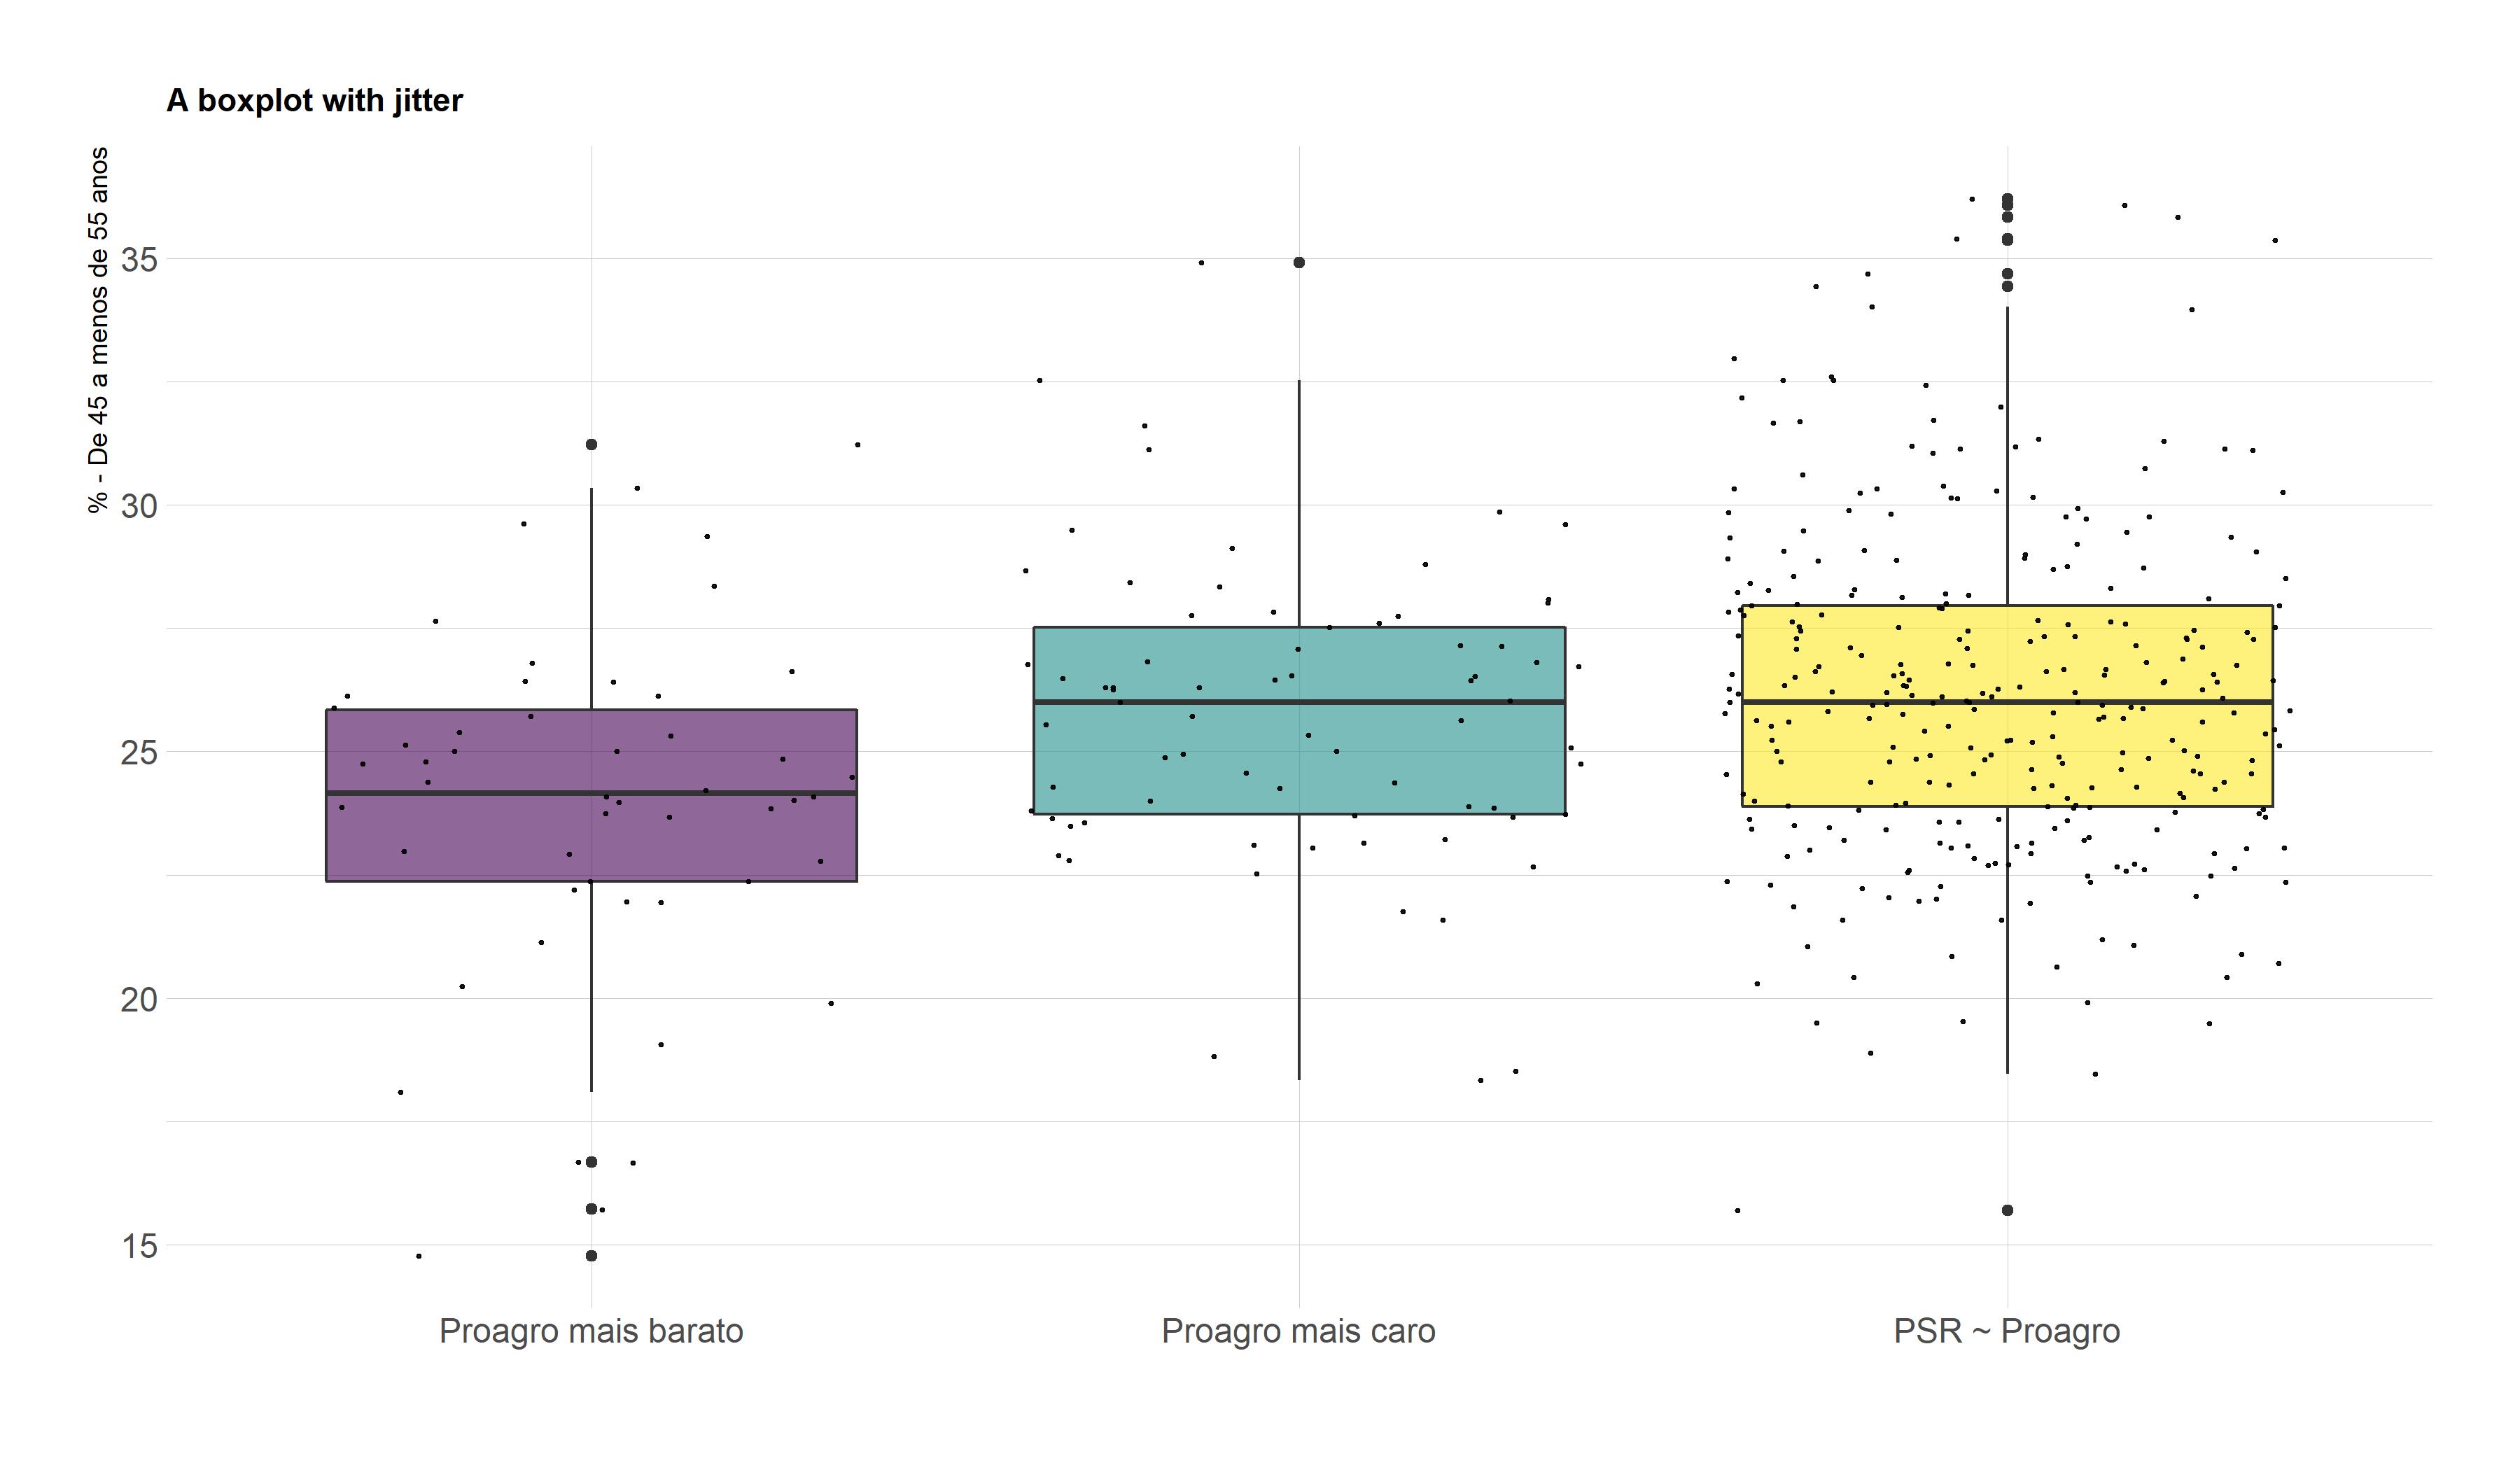 A boxplot with jitter
% - De 45 a menos de 55 anos
35
30
25
20
15
Proagro mais barato
Proagro mais caro
PSR ~ Proagro